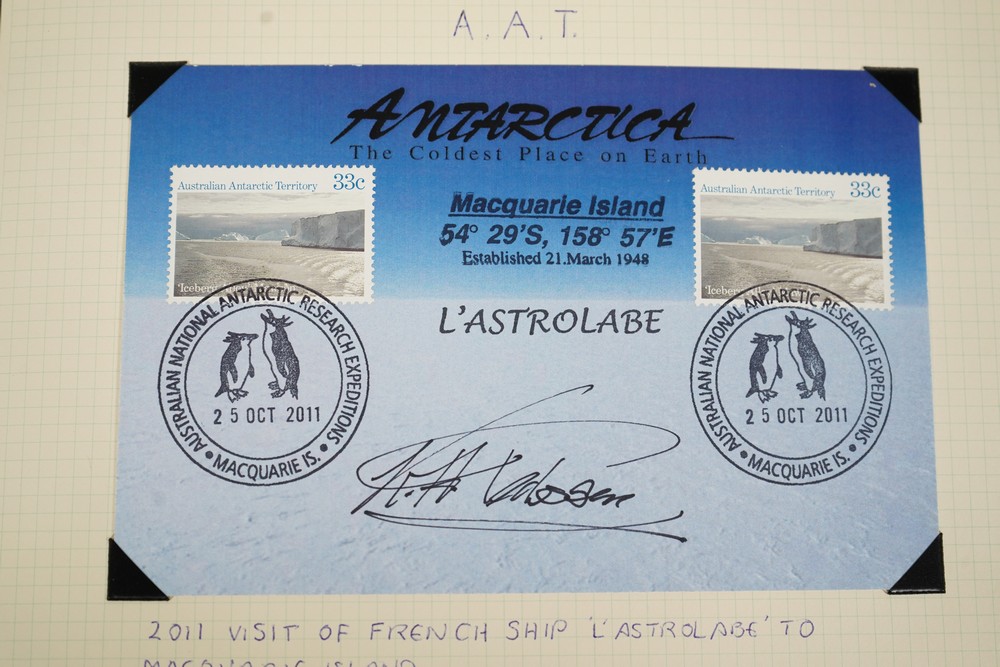 A.A.T.
ANTARCTICA
The Coldest Place on Earth
Australian Antarctic Territory 33c
Macquarie Island
54° 29'S, 158° 57'E
Established 21.March 1948
Australian Antarctic Territory 33c
L'ASTROLABE
AUSTRALIAN NATIONAL ANTARCTIC RESEARCH EXPEDITIONS
25 OCT 2011
• MACQUARIE IS. •
AUSTRALIAN NATIONAL ANTARCTIC RESEARCH EXPEDITIONS
25 OCT 2011
• MACQUARIE IS. •
2011 VISIT OF FRENCH SHIP 'L'ASTROLABE' TO
MACQUARIE ISLAND